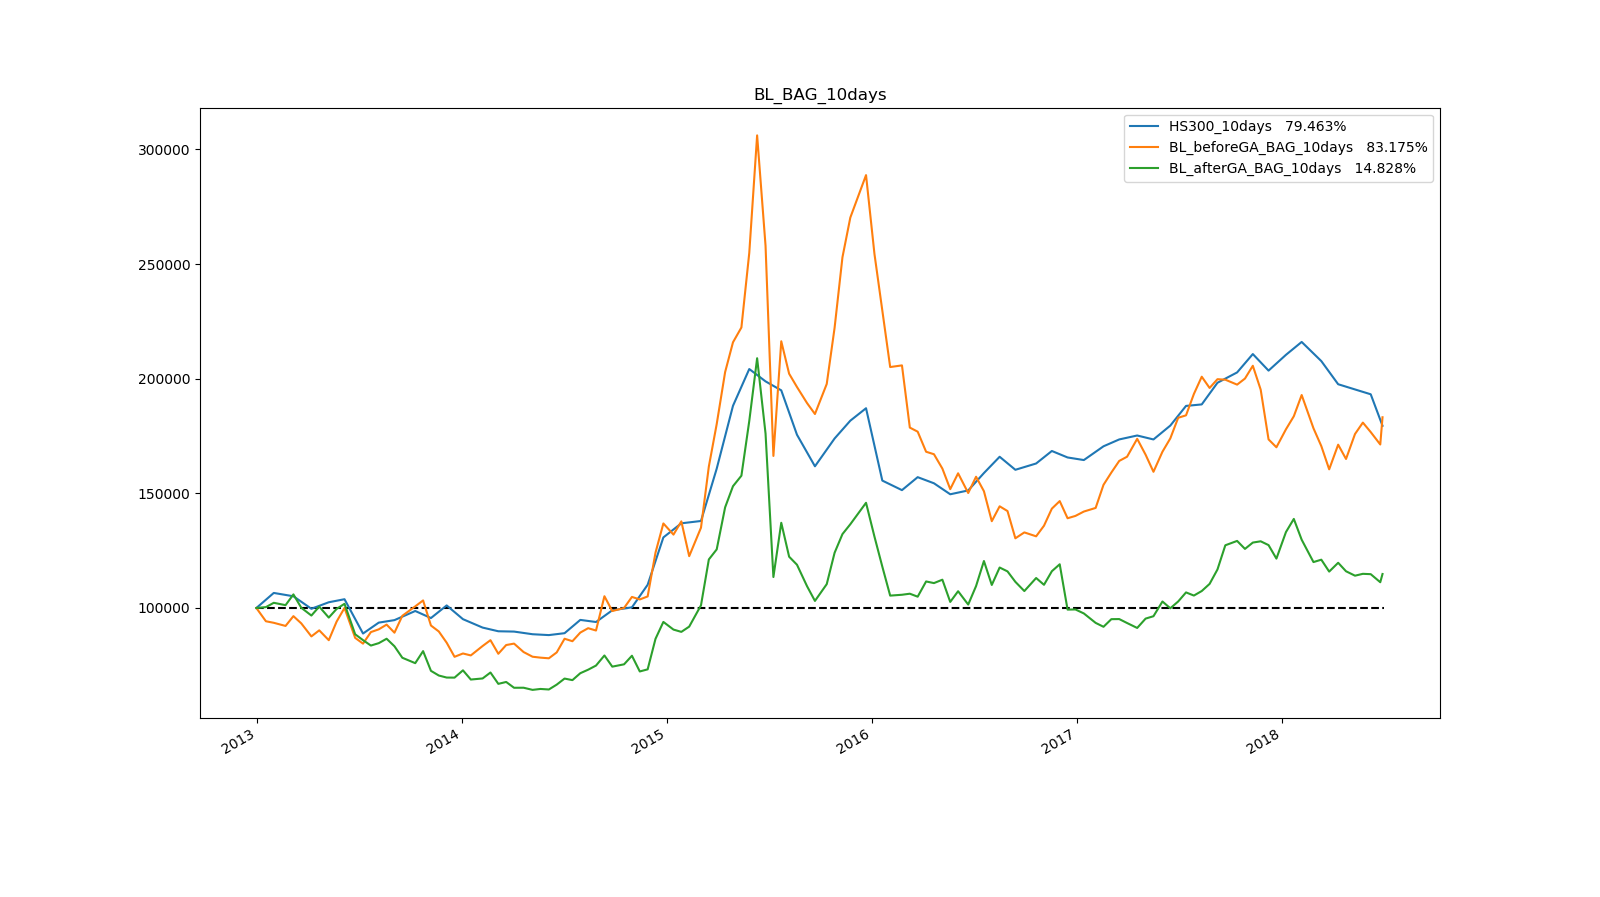 BL_BAG_10days
HS300_10days 79.463%
BL_beforeGA_BAG_10days 83.175%
BL_afterGA_BAG_10days 14.828%
300000
250000
200000
150000
100000
2013 2014 2015 2016 2017 2018